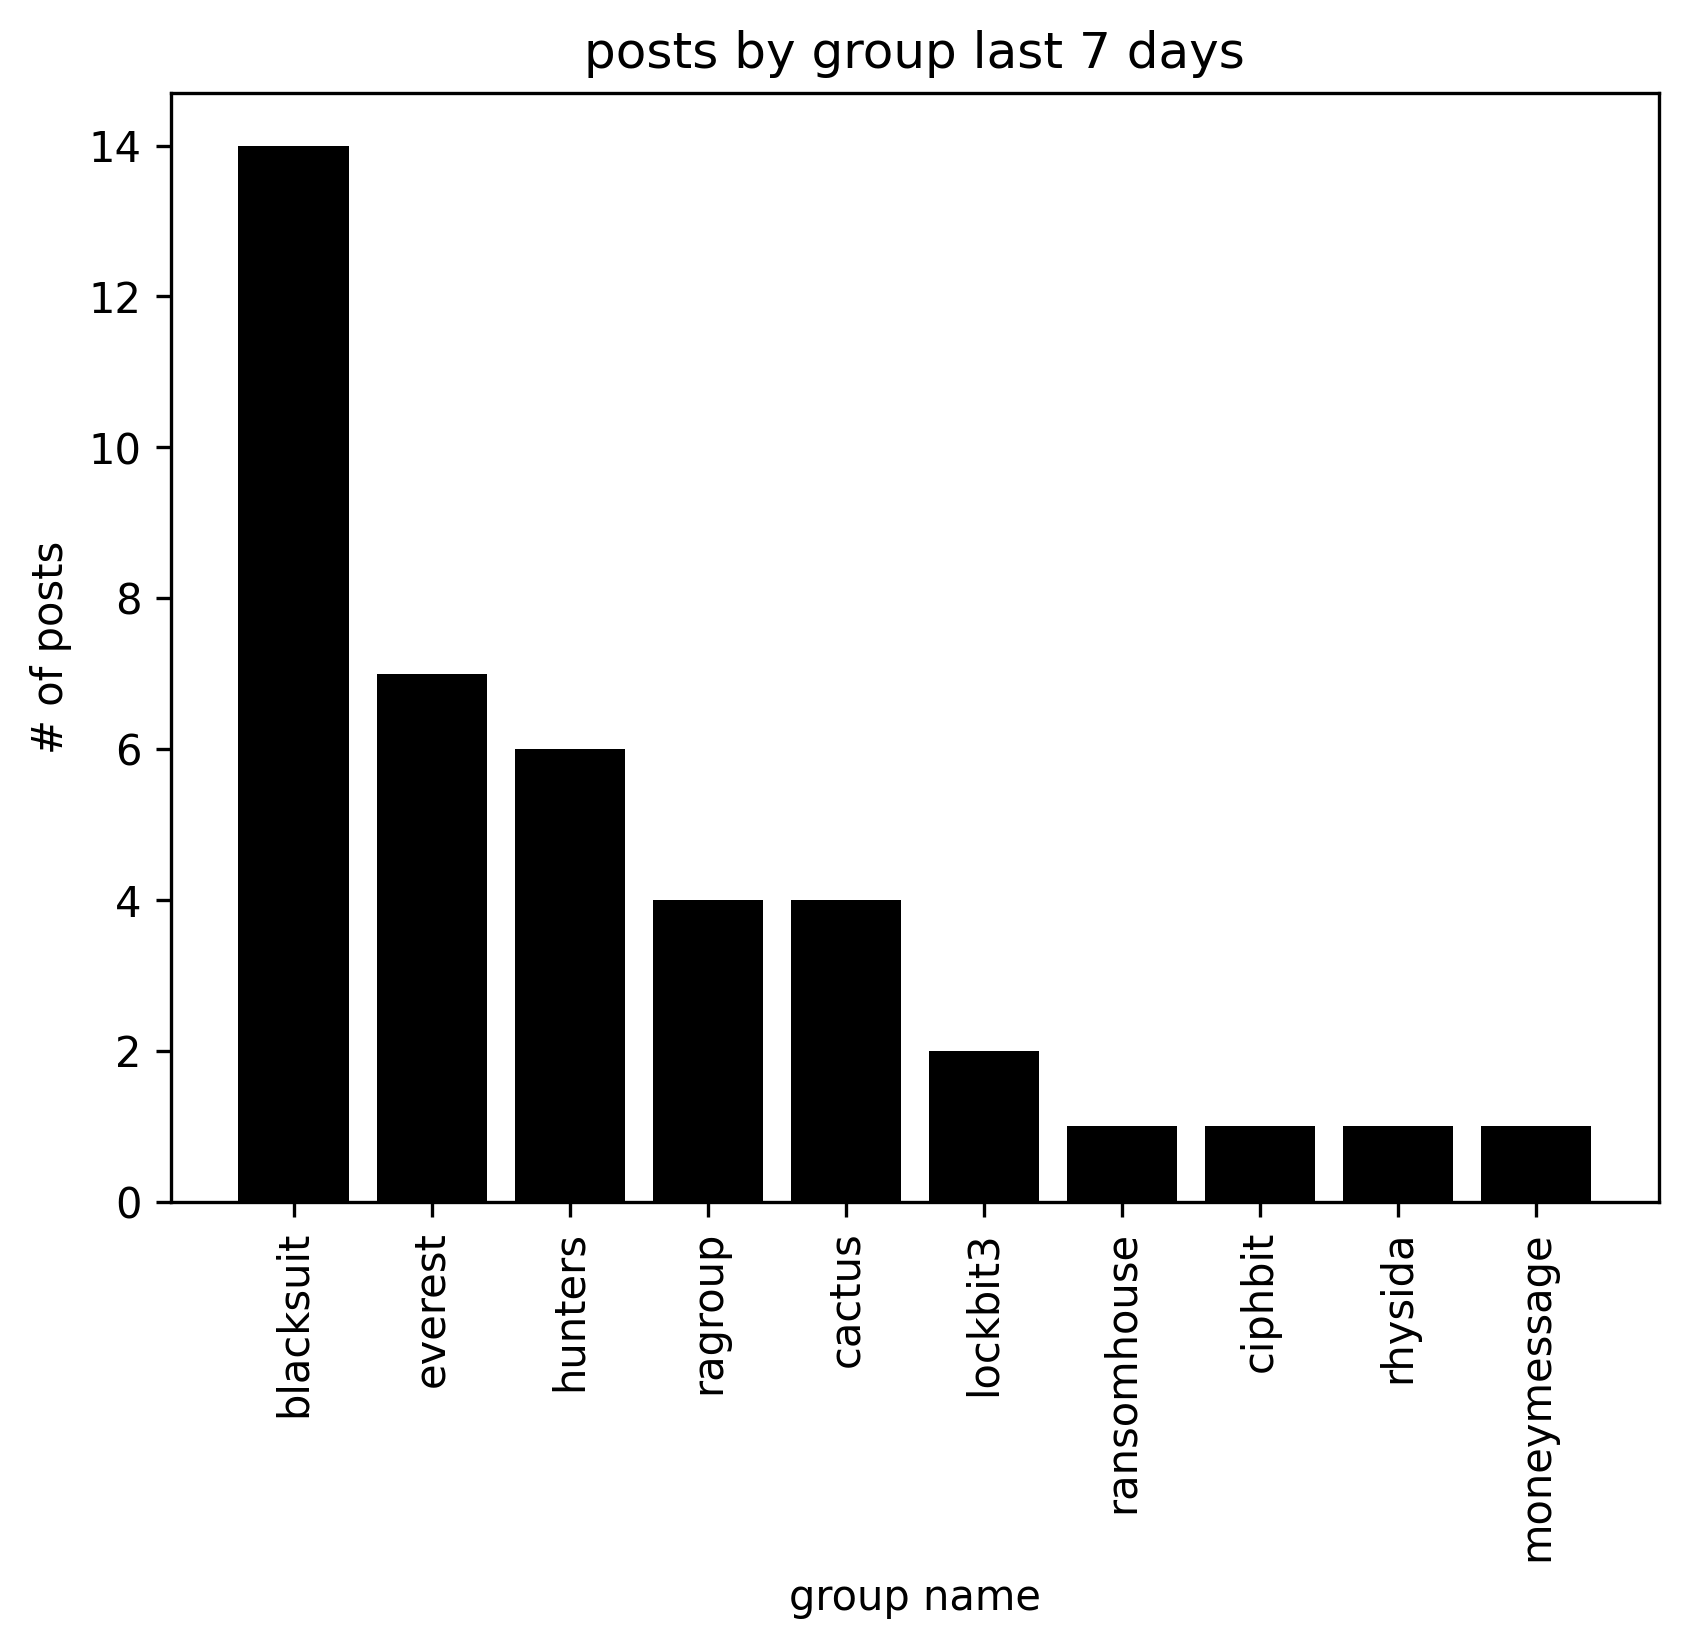 posts by group last 7 days
# of posts
14
12
10
8
6
4
2
0
blacksuit
everest
hunters
ragroup
cactus
lockbit3
ransomhouse
ciphbit
rhysida
moneymessage
group name